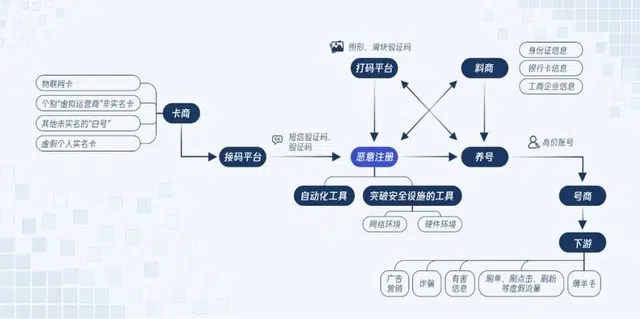 图形、滑块验证码
打码平台
料商
身份证信息
银行卡信息
工商企业信息
物联网卡
个别“虚拟运营商”非实名卡
其他未实名的“白号”
虚假个人实名卡
卡商
接码平台
短信验证码、
验证码
恶意注册
养号
高价账号
自动化工具
突破安全设施的工具
网络环境
硬件环境
号商
下游
广告
营销
诈骗
有害
信息
刷单、刷点击、刷粉
等虚假流量
薅羊毛